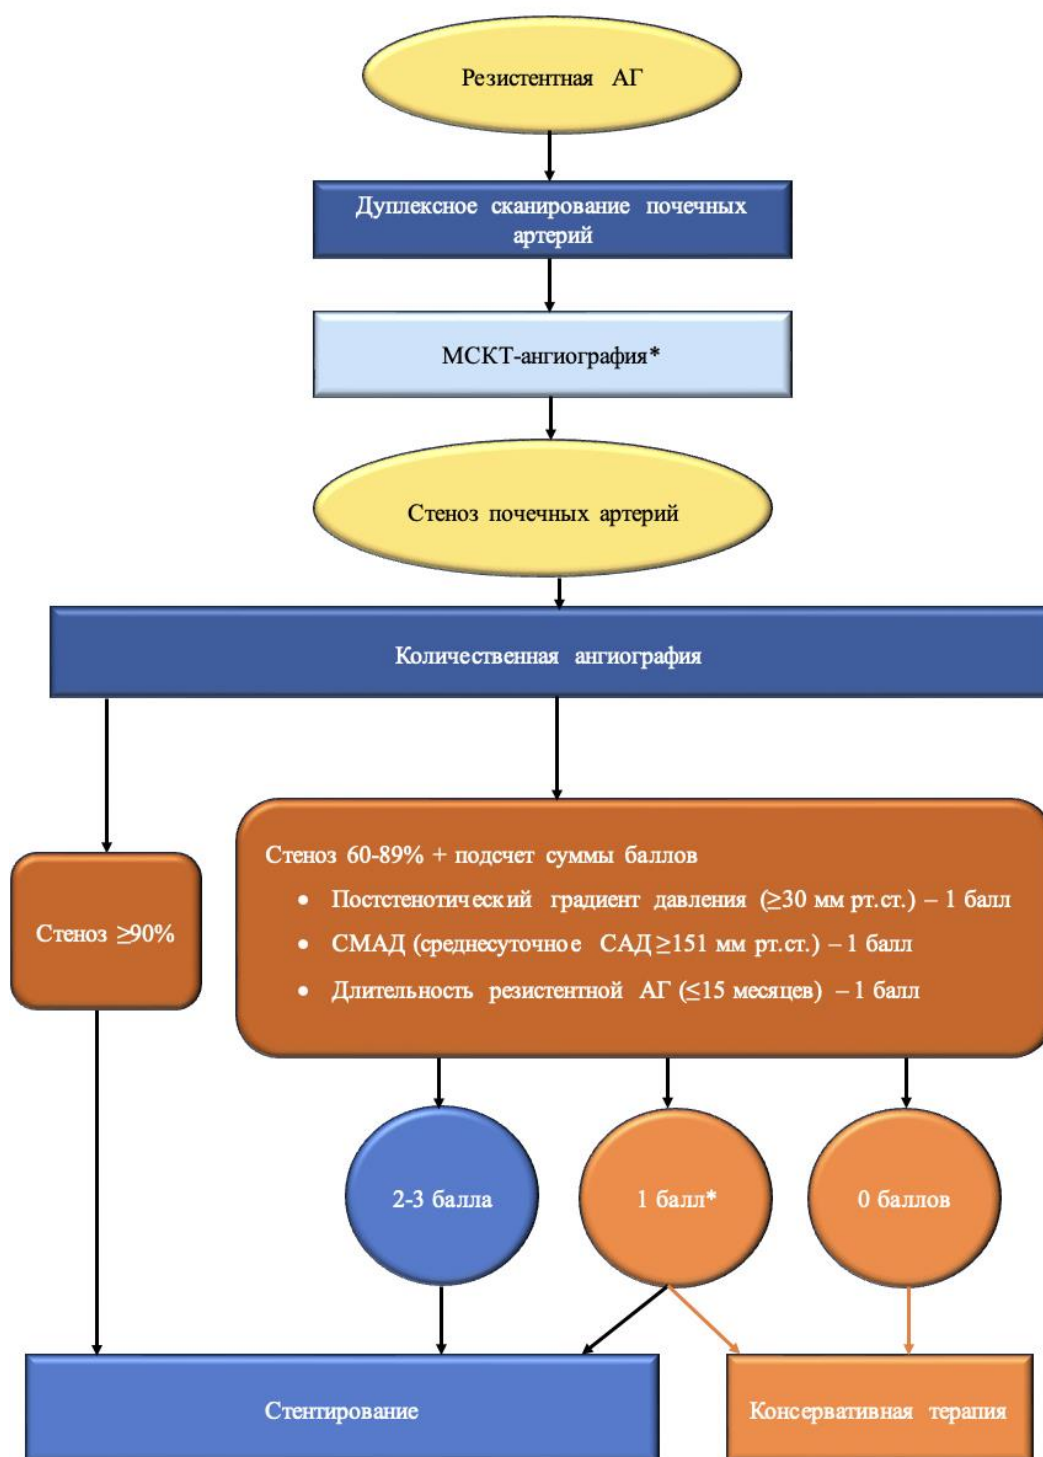 Резистентная АГ
Дуплексное сканирование почечных
артерий
МСКТ-ангиография*
Стеноз почечных артерий
Количественная ангиография
Стеноз ≥90%
Стеноз 60-89% + подсчет суммы баллов
• Постстенотический градиент давления (≥30 мм рт.ст.) – 1 балл
• СМАД (среднесуточное САД ≥151 мм рт.ст.) – 1 балл
• Длительность резистентной АГ (≤15 месяцев) – 1 балл
2-3 балла
1 балл*
0 баллов
Стентирование
Консервативная терапия